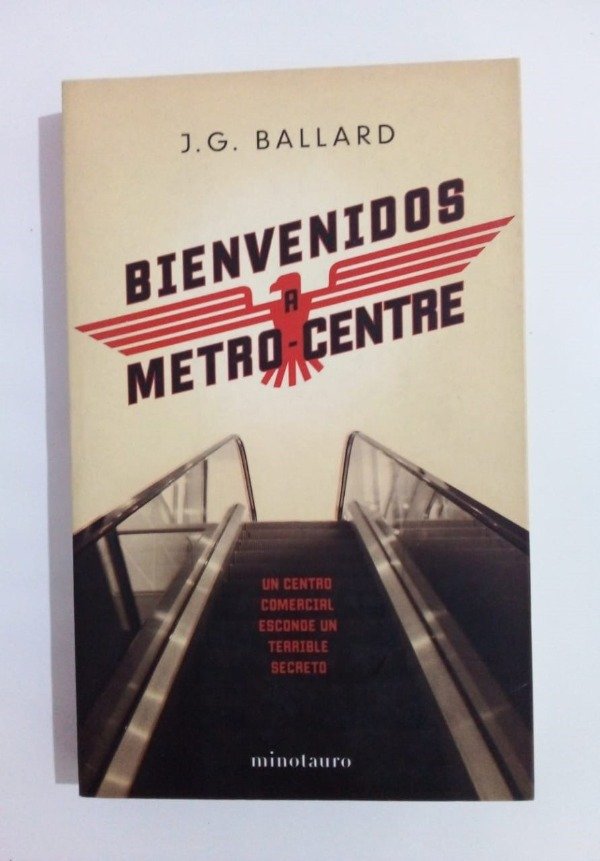 J.G. BALLARD
BIENVENIDOS
A
METRO-CENTRE
UN CENTRO
COMERCIAL
ESCONDE UN
TERRIBLE
SECRETO
minotauro